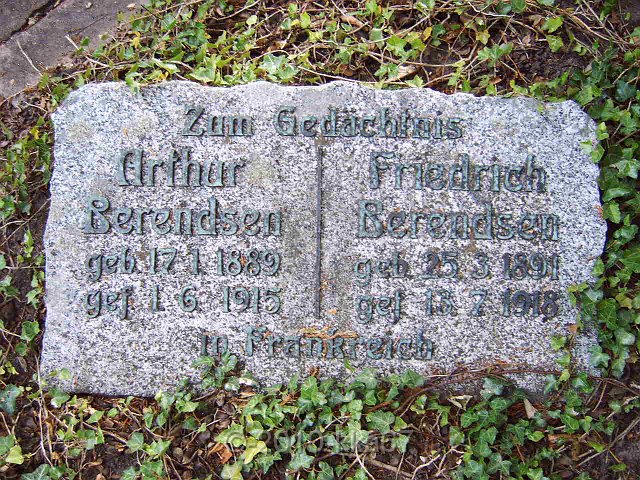 Zum Gedächtnis
Arthur
Berendsen
geb. 17. 1. 1889
gef. 1. 6. 1915
Friedrich
Berendsen
geb. 25. 3. 1891
gef. 18. 7. 1918
in Frankreich